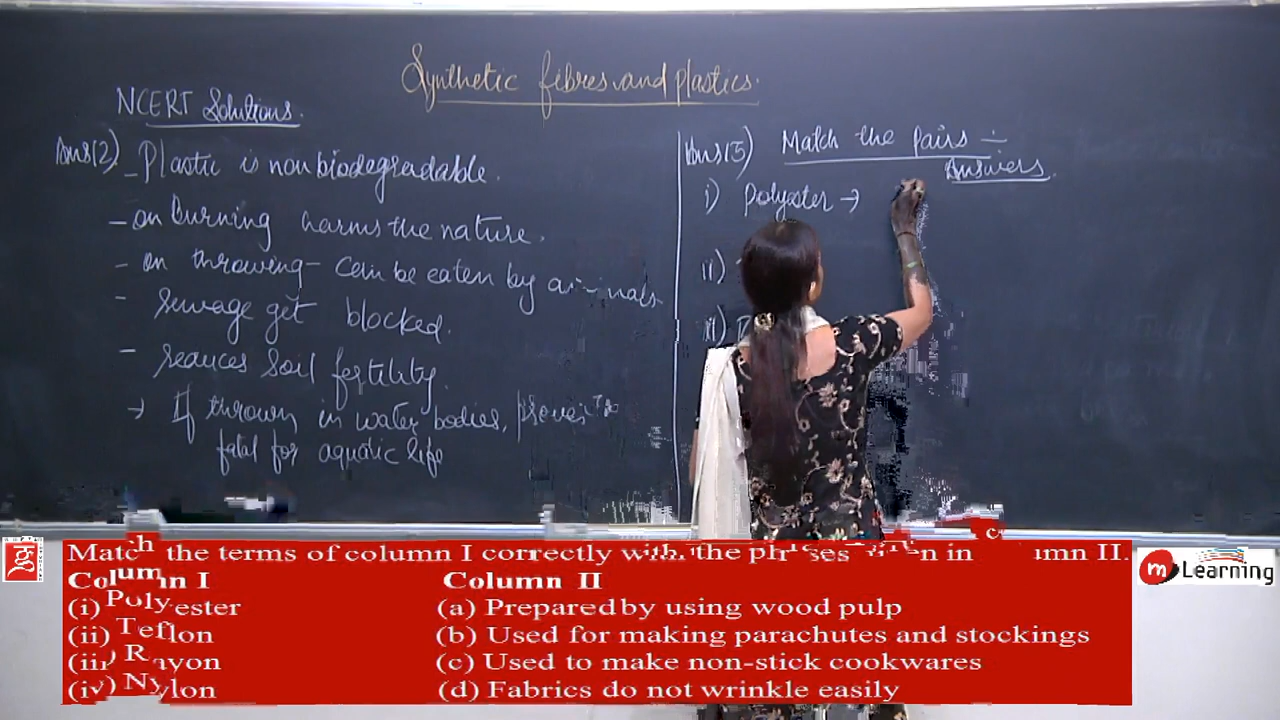 Synthetic fibres and plastics.
NCERT Solutions.
Ans(2). - Plastic is non biodegradable.
- on burning harms the nature.
- on throwing - can be eaten by animals
- sewage get blocked.
- reduces soil fertility.
→ If thrown in water bodies, proves to
fatal for aquatic life
Ans(5) Match the pairs :-
Answers.
i) Polyester →
ii)
ii)
Match the terms of column I correctly with the phrases given in column II.
Column I Column II
(i) Polyester (a) Prepared by using wood pulp
(ii) Teflon (b) Used for making parachutes and stockings
(iii) Rayon (c) Used to make non-stick cookwares
(iv) Nylon (d) Fabrics do not wrinkle easily
m Learning